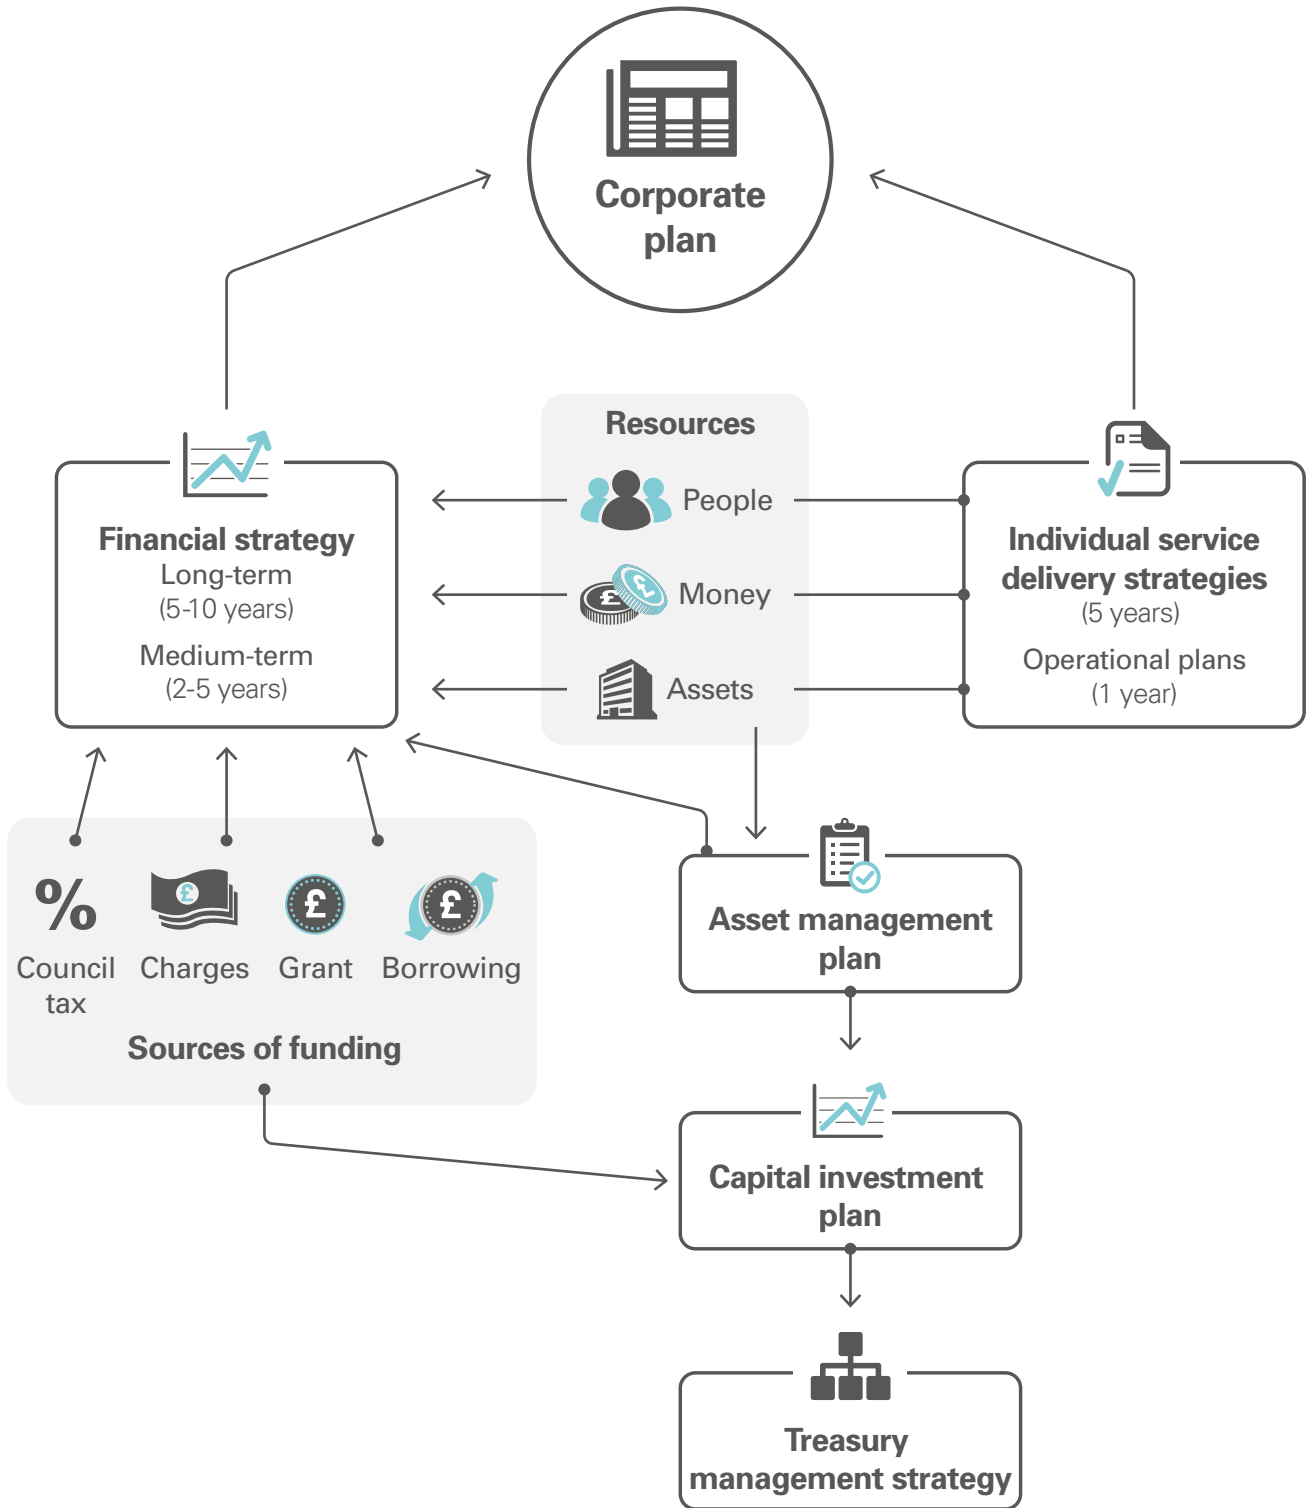 Corporate
plan
Resources
People
Money
Assets
Financial strategy
Long-term
(5-10 years)
Medium-term
(2-5 years)
Individual service
delivery strategies
(5 years)
Operational plans
(1 year)
%
£
£
£
£
£
Council
tax
Charges
Grant
Borrowing
Sources of funding
Asset management
plan
Capital investment
plan
Treasury
management strategy